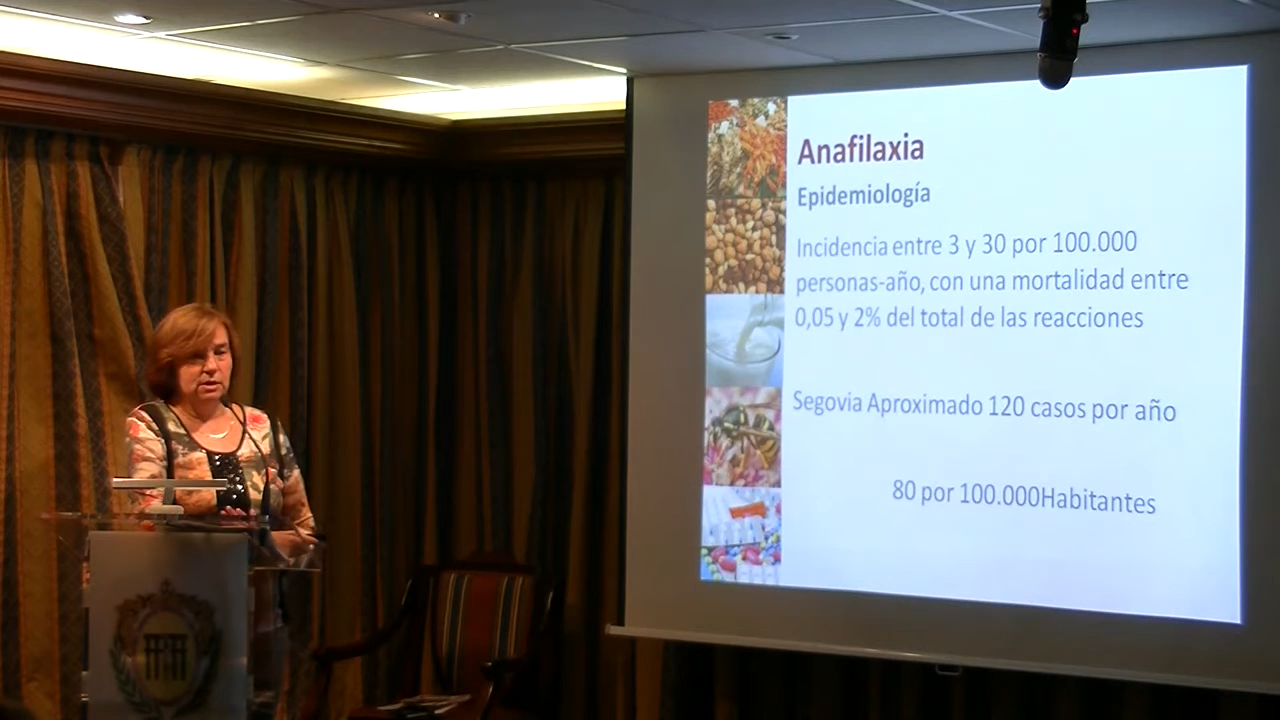 Anafilaxia
Epidemiología
Incidencia entre 3 y 30 por 100.000
personas-año, con una mortalidad entre
0,05 y 2% del total de las reacciones
Segovia Aproximado 120 casos por año
80 por 100.000Habitantes